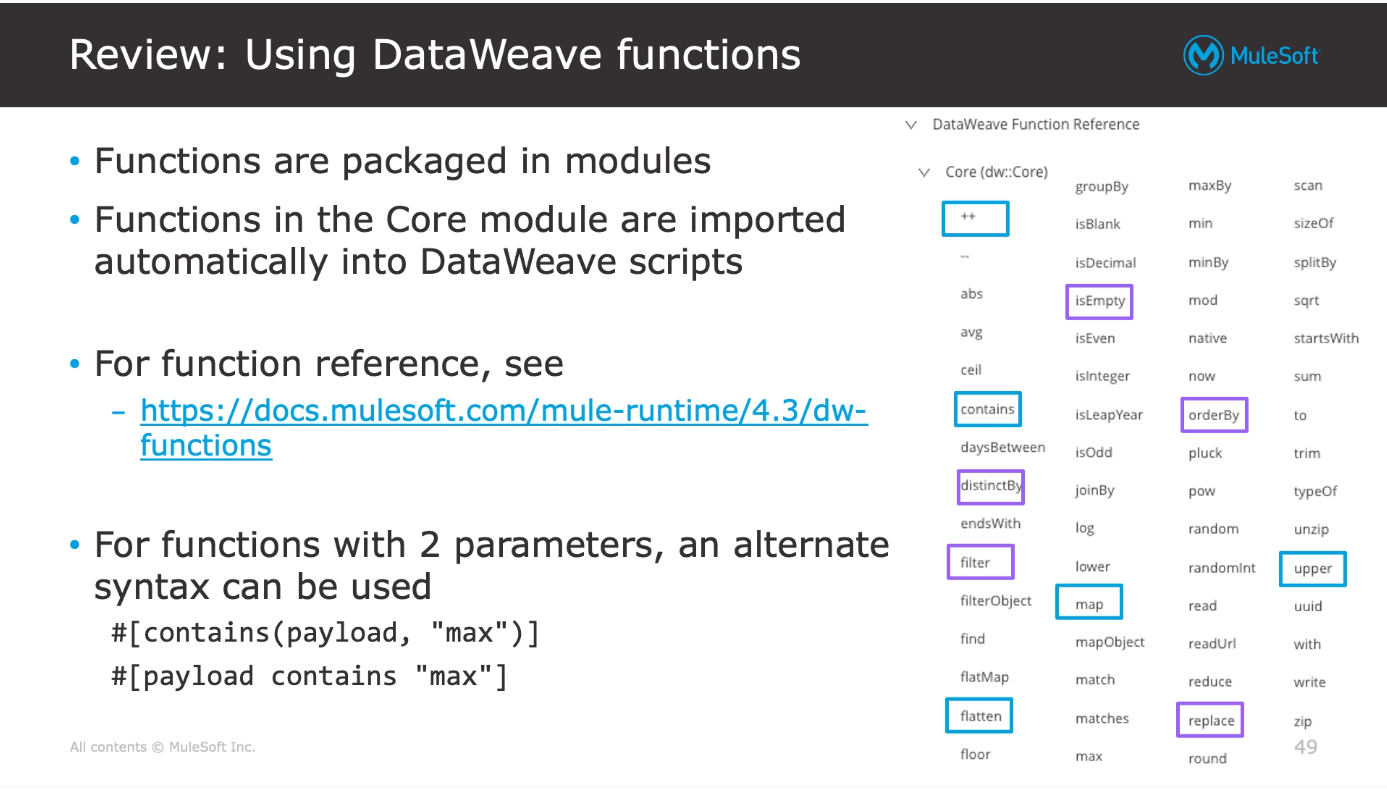 Review: Using DataWeave functions
MuleSoft
• Functions are packaged in modules
• Functions in the Core module are imported
automatically into DataWeave scripts
• For function reference, see
– https://docs.mulesoft.com/mule-runtime/4.3/dw-
functions
• For functions with 2 parameters, an alternate
syntax can be used
#[contains(payload, "max")]
#[payload contains "max"]
All contents © MuleSoft Inc.
DataWeave Function Reference
Core (dw::Core)
++
--
abs
avg
ceil
contains
daysBetween
distinctBy
endsWith
filter
filterObject
find
flatMap
flatten
floor
groupBy
isBlank
isDecimal
isEmpty
isEven
isInteger
isLeapYear
isOdd
joinBy
log
lower
map
mapObject
match
matches
max
maxBy
min
minBy
mod
native
now
orderBy
pluck
pow
random
randomInt
read
readUrl
reduce
replace
round
scan
sizeOf
splitBy
sqrt
startsWith
sum
to
trim
typeOf
unzip
upper
uuid
with
write
zip
49